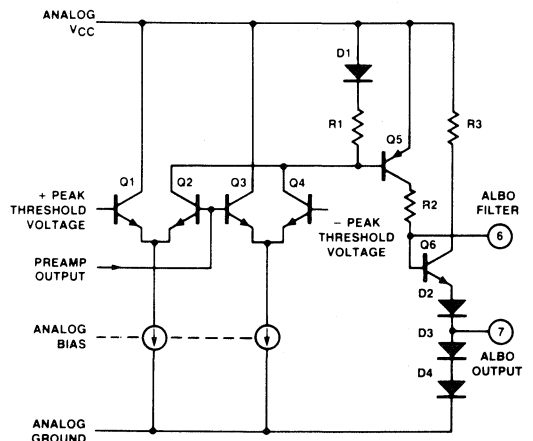 ANALOG
VCC
D1
R1
Q5
R3
Q1
Q2
Q3
Q4
+ PEAK
THRESHOLD
VOLTAGE
R2
ALBO
FILTER
6
− PEAK
THRESHOLD
VOLTAGE
Q6
PREAMP
OUTPUT
D2
ANALOG
BIAS
D3
7
ALBO
OUTPUT
D4
ANALOG
GROUND